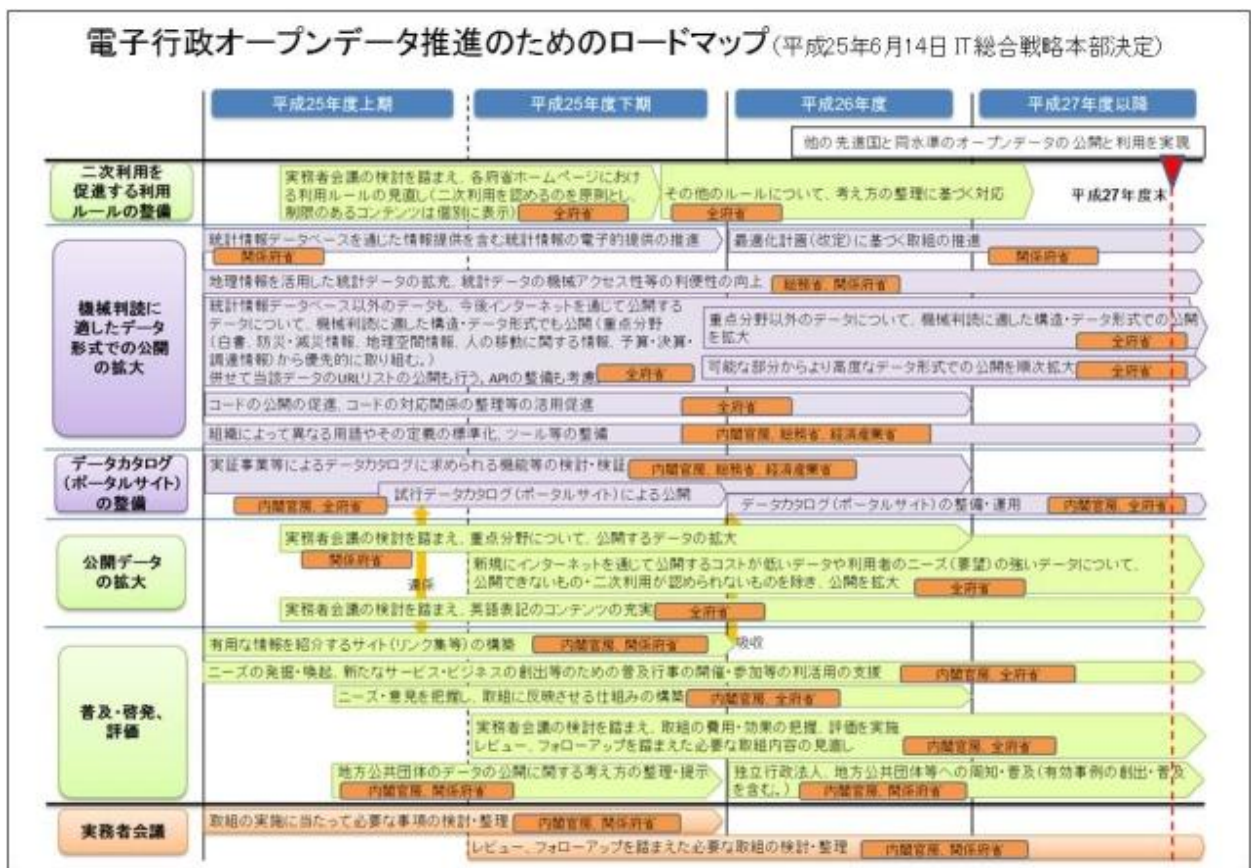 電子行政オープンデータ推進のためのロードマップ(平成25年6月14日 IT総合戦略本部決定)
平成25年度上期
平成25年度下期
平成26年度
平成27年度以降
他の先進国と同水準のオープンデータの公開と利用を実現
平成27年度末
二次利用を
促進する利用
ルールの整備
実務者会議の検討を踏まえ、各府省ホームページにおけ
る利用ルールの見直し(二次利用を認めるのを原則とし、
制限のあるコンテンツは個別に表示)
全府省
その他のルールについて、考え方の整理に基づく対応
全府省
機械判読に
適したデータ
形式での公開
の拡大
統計情報データベースを通じた情報提供を含む統計情報の電子的提供の推進
関係府省
最適化計画(改定)に基づく取組の推進
関係府省
地理情報を活用した統計データの拡充、統計データの機械アクセス性等の利便性の向上
総務省、関係府省
統計情報データベース以外のデータも、今後インターネットを通じて公開する
データについて、機械判読に適した構造・データ形式でも公開(重点分野
(白書、防災・減災情報、地理空間情報、人の移動に関する情報、予算・決算・
調達情報)から優先的に取り組む。)
併せて当該データのURLリストの公開も行う。APIの整備も考慮
全府省
重点分野以外のデータについて、機械判読に適した構造・データ形式での公開
を拡大
全府省
可能な部分からより高度なデータ形式での公開を順次拡大
全府省
コードの公開の促進、コードの対応関係の整理等の活用促進
全府省
組織によって異なる用語やその定義の標準化、ツール等の整備
内閣官房、総務省、経済産業省
データカタログ
(ポータルサイト)
の整備
実証事業等によるデータカタログに求められる機能等の検討・検証
内閣官房、総務省、経済産業省
試行データカタログ(ポータルサイト)による公開
内閣官房、全府省
データカタログ(ポータルサイト)の整備・運用
内閣官房、全府省
公開データ
の拡大
実務者会議の検討を踏まえ、重点分野について、公開するデータの拡大
関係府省
連係
新規にインターネットを通じて公開するコストが低いデータや利用者のニーズ(要望)の強いデータについて、
公開できないもの・二次利用が認められないものを除き、公開を拡大
全府省
実務者会議の検討を踏まえ、英語表記のコンテンツの充実
全府省
普及・啓発、
評価
有用な情報を紹介するサイト(リンク集等)の構築
内閣官房、関係府省
吸収
ニーズの発掘・喚起、新たなサービス・ビジネスの創出等のための普及行事の開催・参加等の利活用の支援
内閣官房、全府省
ニーズ・意見を把握し、取組に反映させる仕組みの構築
内閣官房、全府省
実務者会議の検討を踏まえ、取組の費用・効果の把握、評価を実施
レビュー、フォローアップを踏まえた必要な取組内容の見直し
内閣官房、全府省
地方公共団体のデータの公開に関する考え方の整理・提示
内閣官房、関係府省
独立行政法人、地方公共団体等への周知・普及(有効事例の創出・普及
を含む。)
内閣官房、関係府省
実務者会議
取組の実施に当たって必要な事項の検討・整理
内閣官房、関係府省
レビュー、フォローアップを踏まえた必要な取組の検討・整理
内閣官房、関係府省